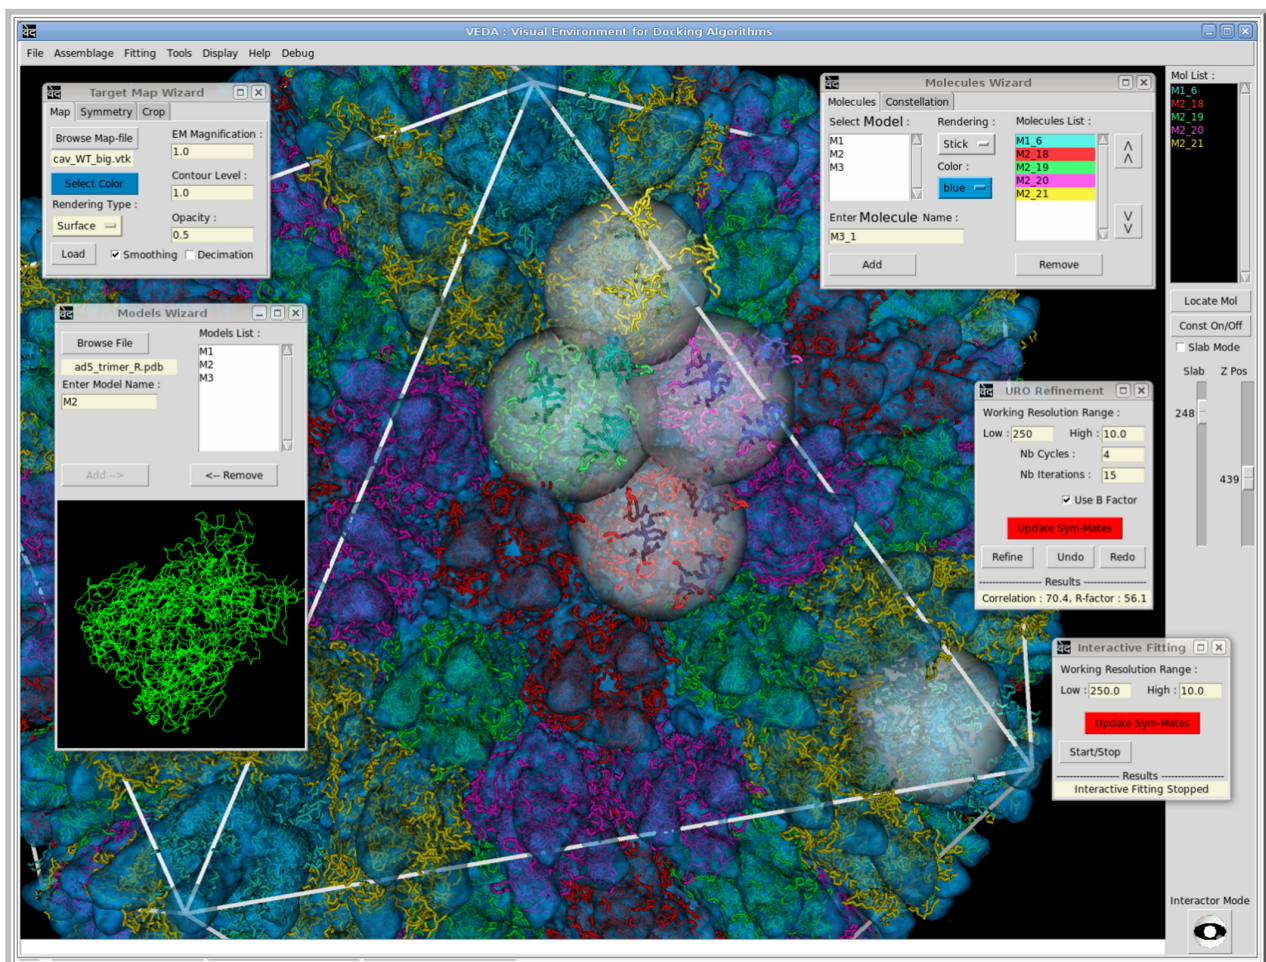 वेद VEDA : Visual Environment for Docking Algorithms
File Assemblage Fitting Tools Display Help Debug
वेद Target Map Wizard
Map Symmetry Crop
Browse Map-file
cav_WT_big.vtk
Select Color
Rendering Type :
Surface
Load
EM Magnification :
1.0
Contour Level :
1.0
Opacity :
0.5
Smoothing Decimation
वेद Models Wizard
Browse File
ad5_trimer_R.pdb
Enter Model Name :
M2
Add -->
Models List :
M1
M2
M3
<-- Remove
वेद Molecules Wizard
Molecules Constellation
Select Model :
M1
M2
M3
Rendering :
Stick
Color :
blue
Molecules List :
M1_6
M2_18
M2_19
M2_20
M2_21
Enter Molecule Name :
M3_1
Add
Remove
Mol List :
M1_6
M2_18
M2_19
M2_20
M2_21
Locate Mol
Const On/Off
Slab Mode
Slab Z Pos
248
439
वेद URO Refinement
Working Resolution Range :
Low : 250 High : 10.0
Nb Cycles : 4
Nb Iterations : 15
Use B Factor
Update Sym-Mates
Refine Undo Redo
Results
Correlation : 70.4, R-factor : 56.1
वेद Interactive Fitting
Working Resolution Range :
Low : 250.0 High : 10.0
Update Sym-Mates
Start/Stop
Results
Interactive Fitting Stopped
Interactor Mode